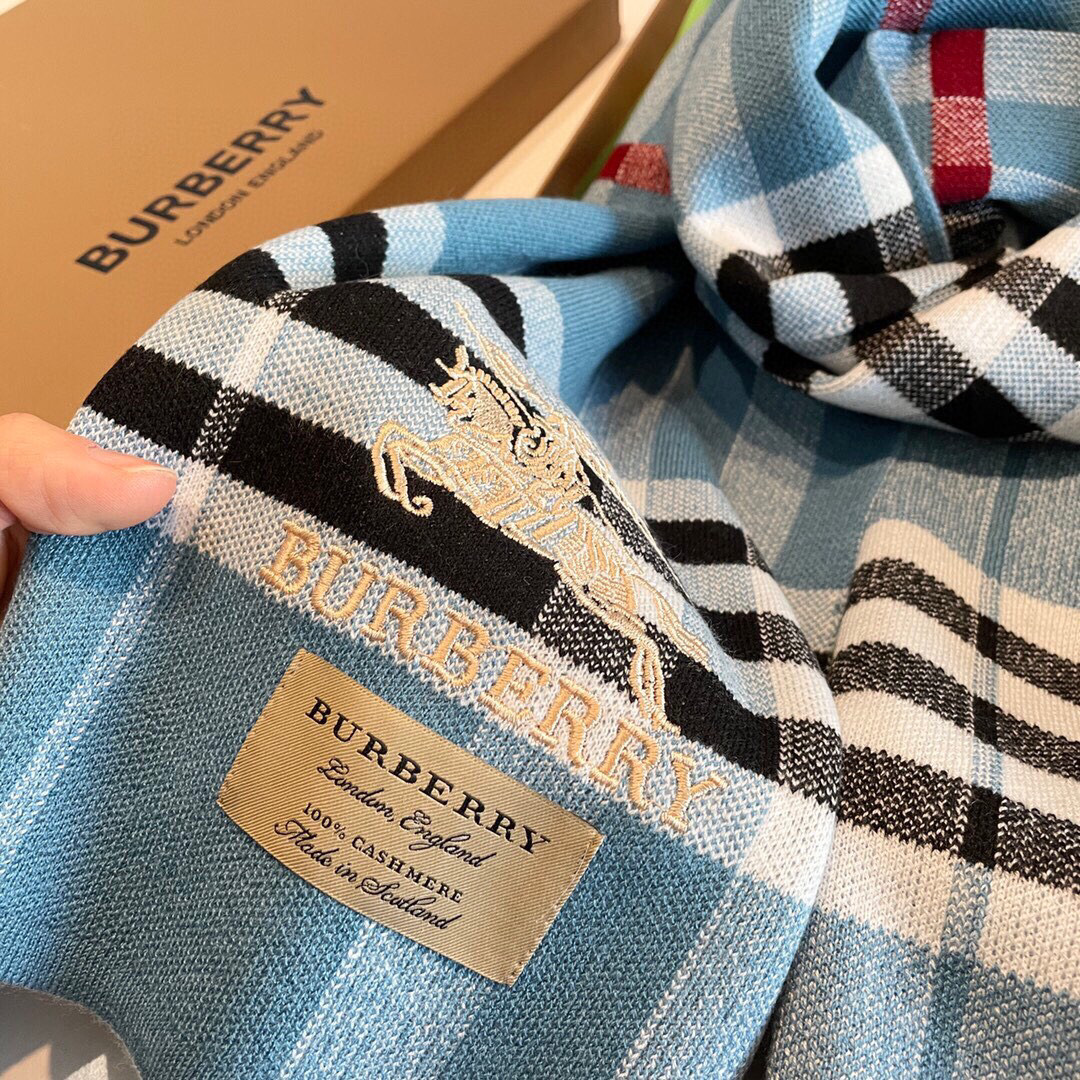 BURBERRY
LONDON ENGLAND
BURBERRY
BURBERRY
London England
100% CASHMERE
Made in Scotland